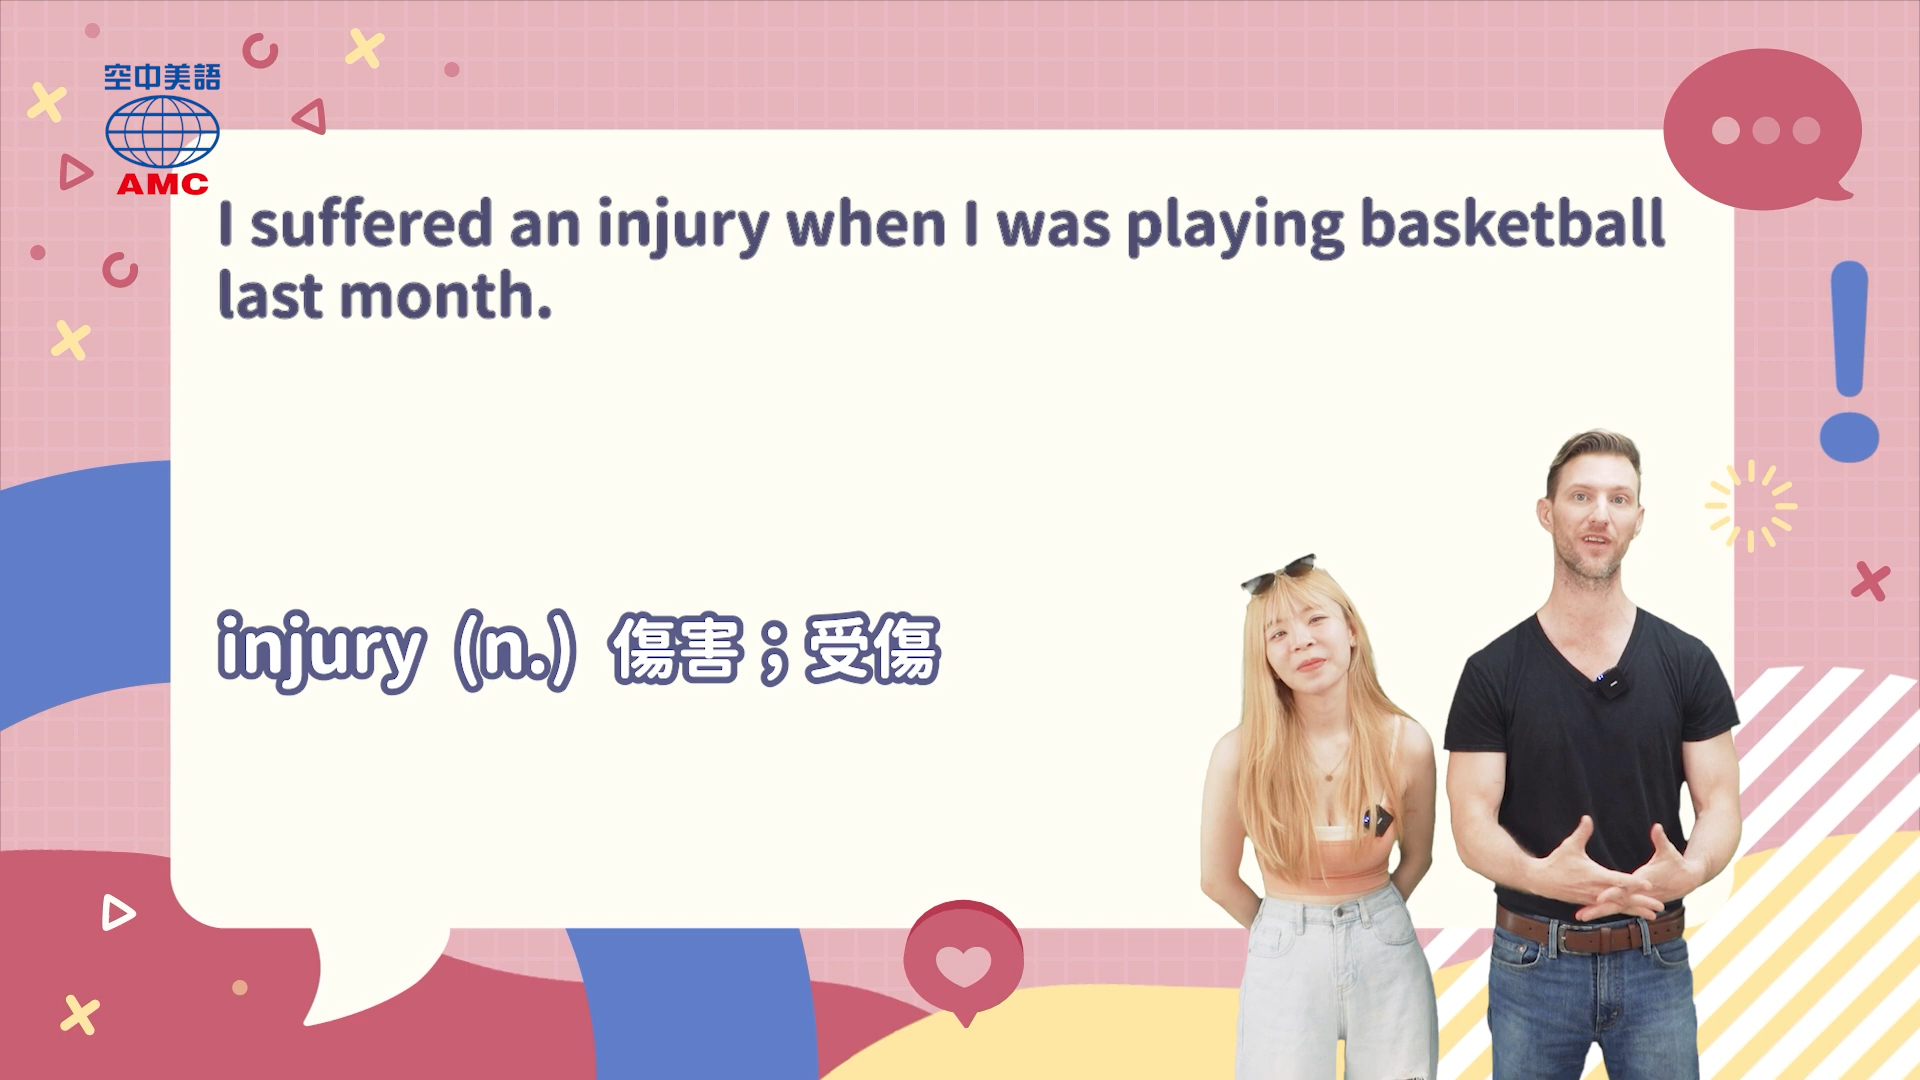 空中美語
AMC
I suffered an injury when I was playing basketball
last month.
injury (n.) 傷害；受傷